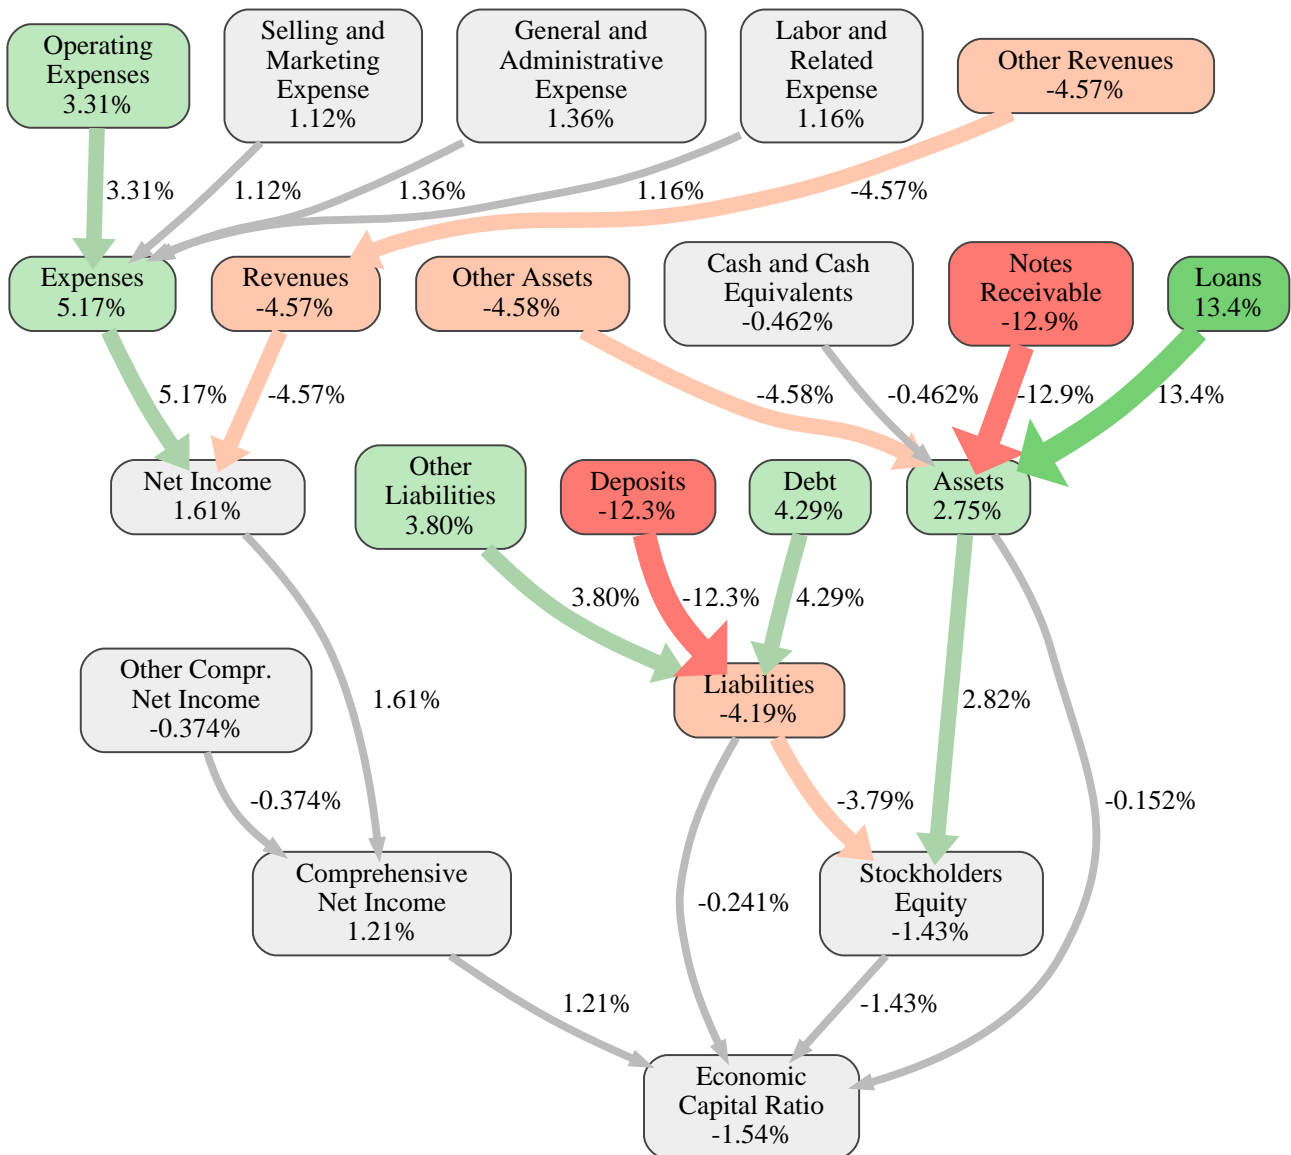 Operating
Expenses
3.31%
Selling and
Marketing
Expense
1.12%
General and
Administrative
Expense
1.36%
Labor and
Related
Expense
1.16%
Other Revenues
-4.57%
3.31%
1.12%
1.36%
1.16%
-4.57%
Expenses
5.17%
Revenues
-4.57%
Other Assets
-4.58%
Cash and Cash
Equivalents
-0.462%
Notes
Receivable
-12.9%
Loans
13.4%
5.17%
-4.57%
-4.58%
-0.462%
-12.9%
13.4%
Net Income
1.61%
Other
Liabilities
3.80%
Deposits
-12.3%
Debt
4.29%
Assets
2.75%
3.80%
-12.3%
4.29%
Other Compr.
Net Income
-0.374%
1.61%
Liabilities
-4.19%
2.82%
-0.374%
-3.79%
-0.152%
Comprehensive
Net Income
1.21%
-0.241%
Stockholders
Equity
-1.43%
1.21%
-1.43%
Economic
Capital Ratio
-1.54%